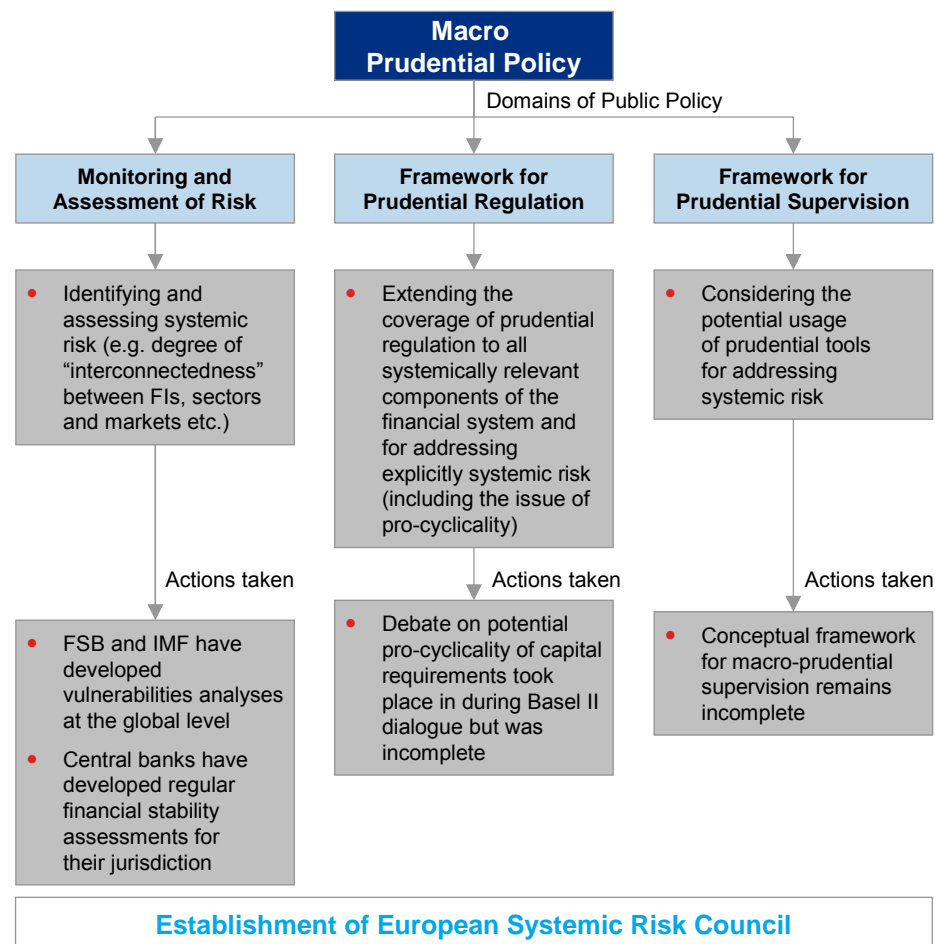 Macro
Prudential Policy
Domains of Public Policy
Monitoring and
Assessment of Risk
Framework for
Prudential Regulation
Framework for
Prudential Supervision
• Identifying and
assessing systemic
risk (e.g. degree of
“interconnectedness”
between FIs, sectors
and markets etc.)
• Extending the
coverage of prudential
regulation to all
systemically relevant
components of the
financial system and
for addressing
explicitly systemic risk
(including the issue of
pro-cyclicality)
• Considering the
potential usage
of prudential tools
for addressing
systemic risk
Actions taken
Actions taken
Actions taken
• FSB and IMF have
developed
vulnerabilities analyses
at the global level
• Central banks have
developed regular
financial stability
assessments for
their jurisdiction
• Debate on potential
pro-cyclicality of capital
requirements took
place in during Basel II
dialogue but was
incomplete
• Conceptual framework
for macro-prudential
supervision remains
incomplete
Establishment of European Systemic Risk Council